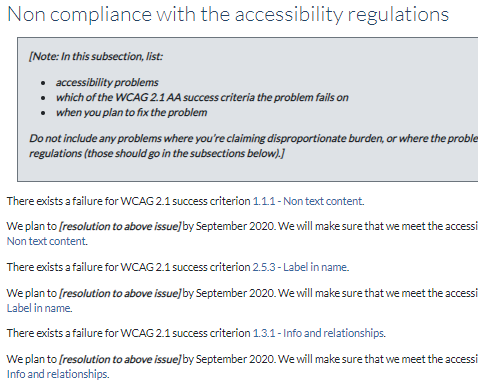 Non compliance with the accessibility regulations
[Note: In this subsection, list:
• accessibility problems
• which of the WCAG 2.1 AA success criteria the problem fails on
• when you plan to fix the problem
Do not include any problems where you're claiming disproportionate burden, or where the proble
regulations (those should go in the subsections below).]
There exists a failure for WCAG 2.1 success criterion 1.1.1 - Non text content.
We plan to [resolution to above issue] by September 2020. We will make sure that we meet the accessi
Non text content.
There exists a failure for WCAG 2.1 success criterion 2.5.3 - Label in name.
We plan to [resolution to above issue] by September 2020. We will make sure that we meet the accessi
Label in name.
There exists a failure for WCAG 2.1 success criterion 1.3.1 - Info and relationships.
We plan to [resolution to above issue] by September 2020. We will make sure that we meet the accessi
Info and relationships.